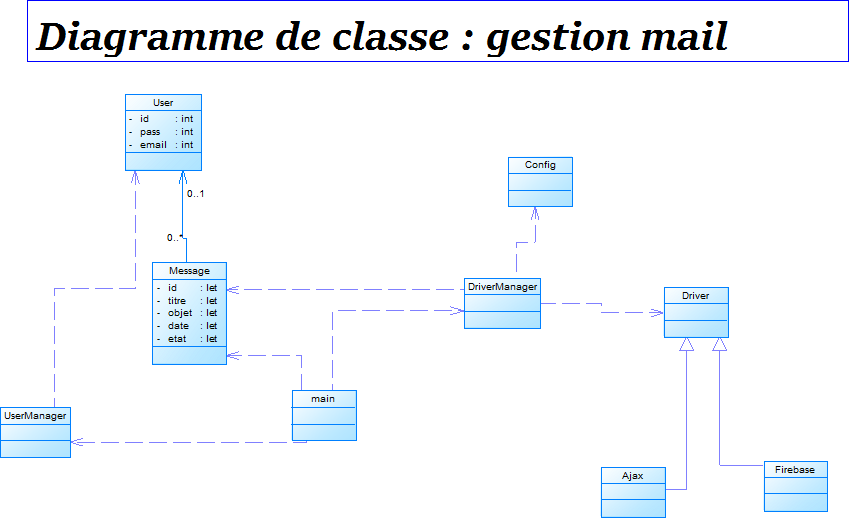 Diagramme de classe : gestion mail
User
- id : int
- pass : int
- email : int
0..1
0..*
Config
Message
- id : let
- titre : let
- objet : let
- date : let
- etat : let
DriverManager
Driver
main
UserManager
Ajax
Firebase